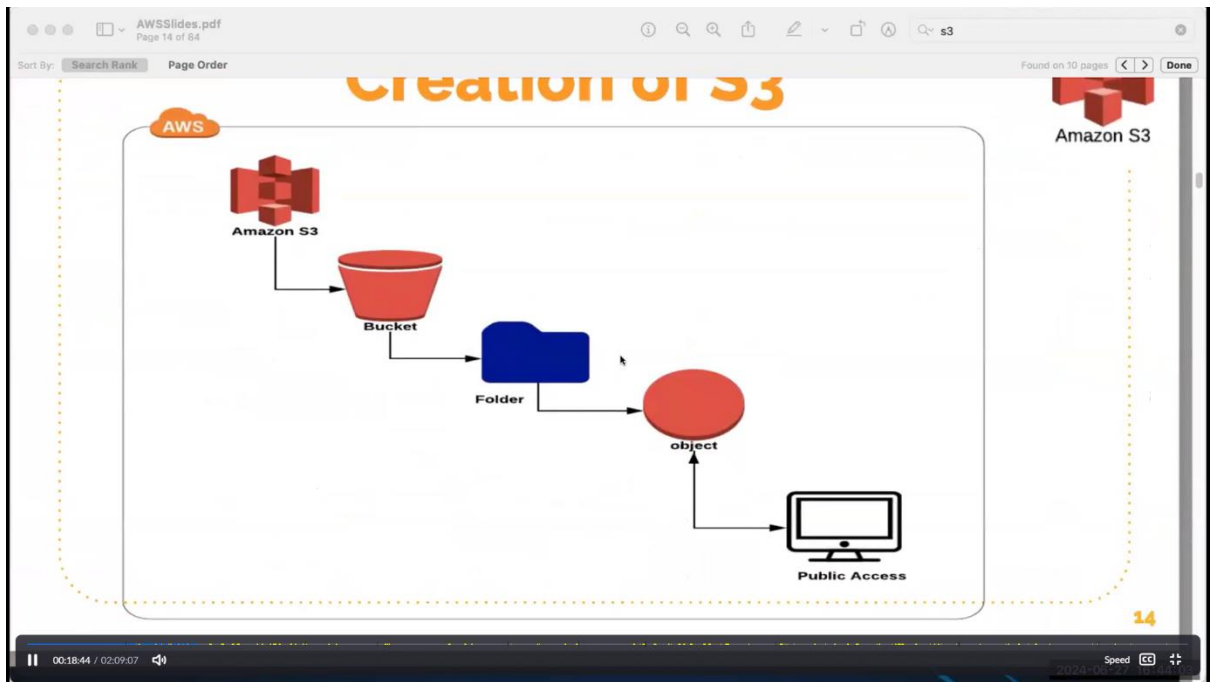 AWSSlides.pdf
Page 14 of 84
s3
Sort By: Search Rank Page Order
Found on 10 pages
Done
Creation of S3
AWS
Amazon S3
Amazon S3
Bucket
Folder
object
Public Access
14
00:18:44 / 02:09:07
Speed
CC